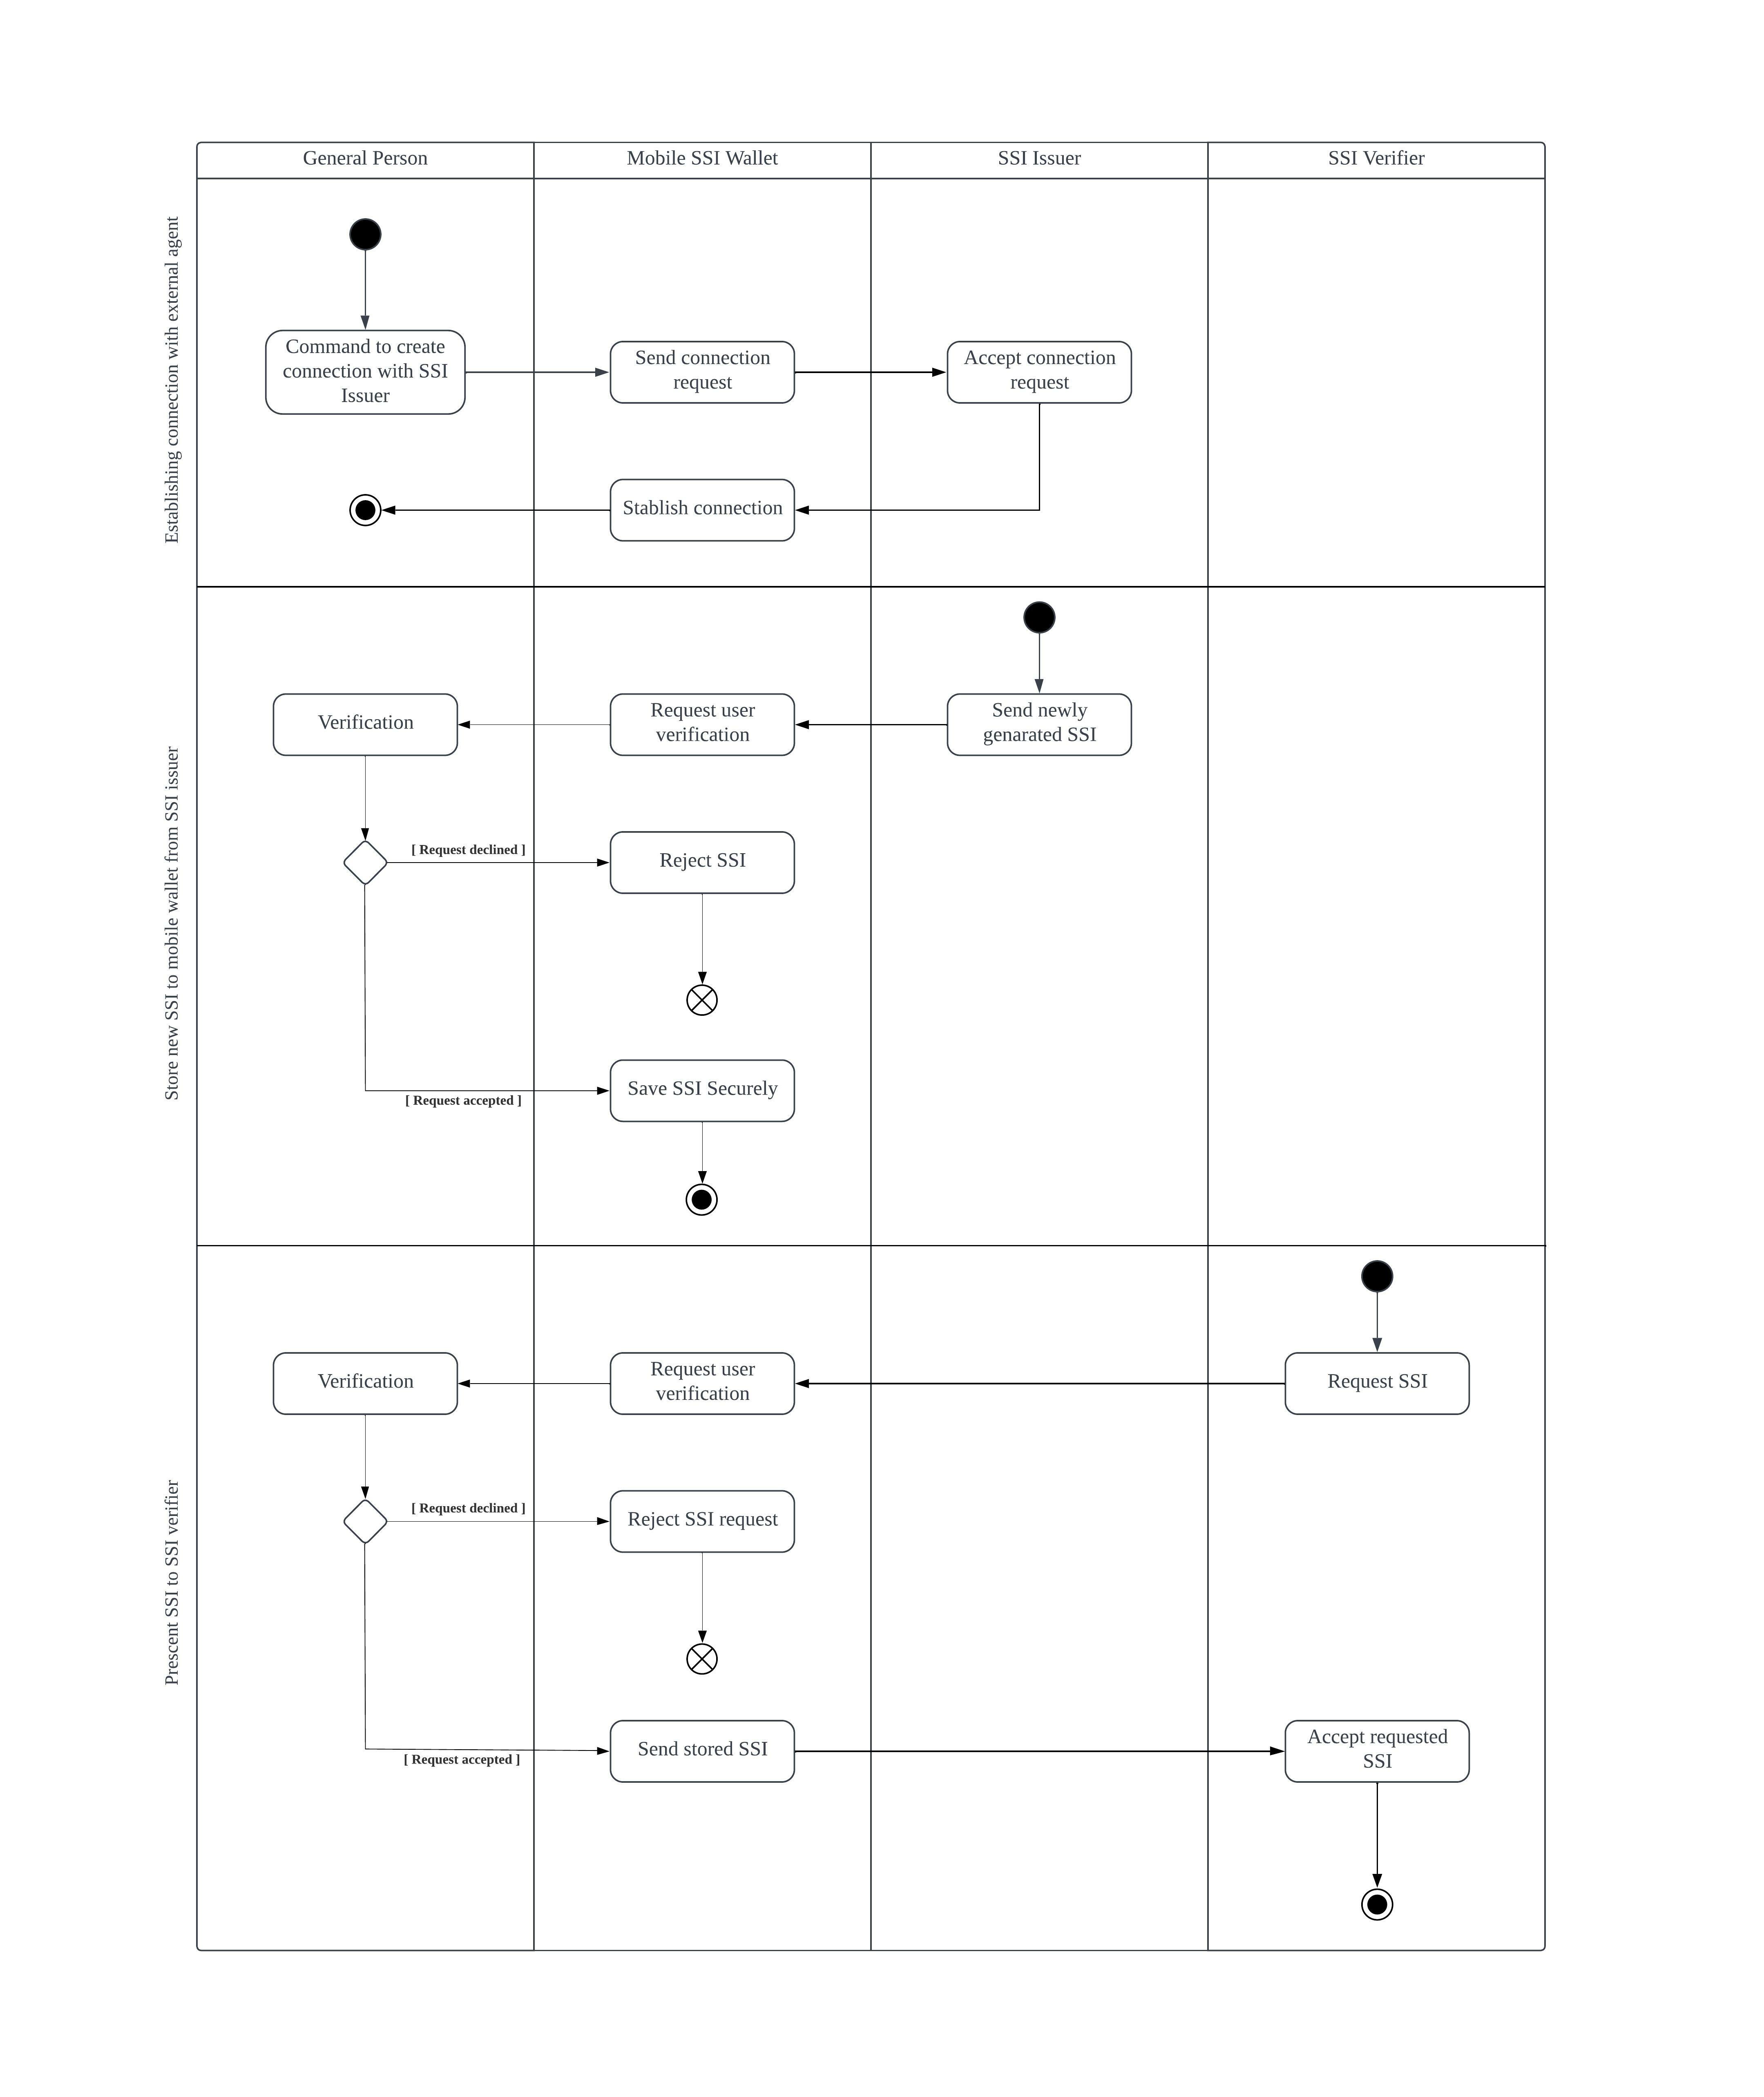 General Person
Mobile SSI Wallet
SSI Issuer
SSI Verifier
Establishing connection with external agent
Command to create
connection with SSI
Issuer
Send connection
request
Accept connection
request
Stablish connection
Store new SSI to mobile wallet from SSI issuer
Verification
Request user
verification
Send newly
genarated SSI
[ Request declined ]
Reject SSI
Save SSI Securely
[ Request accepted ]
Prescent SSI to SSI verifier
Verification
Request user
verification
Request SSI
[ Request declined ]
Reject SSI request
Send stored SSI
[ Request accepted ]
Accept requested
SSI